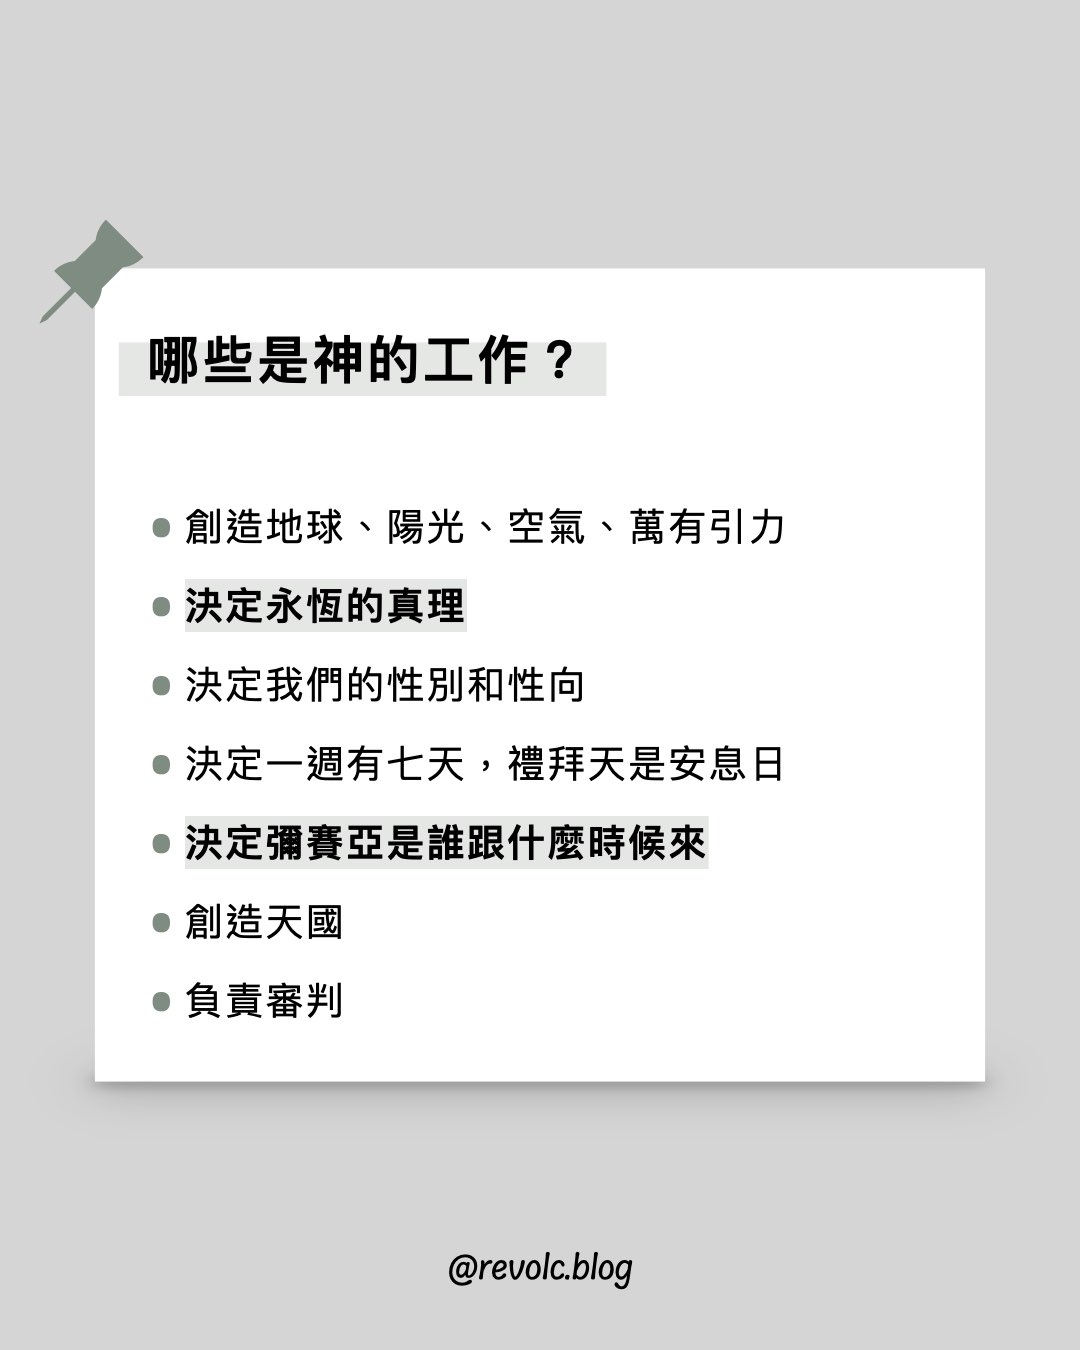 哪些是神的工作？
創造地球、陽光、空氣、萬有引力
決定永恆的真理
決定我們的性別和性向
決定一週有七天，禮拜天是安息日
決定彌賽亞是誰跟什麼時候來
創造天國
負責審判
@revolc.blog